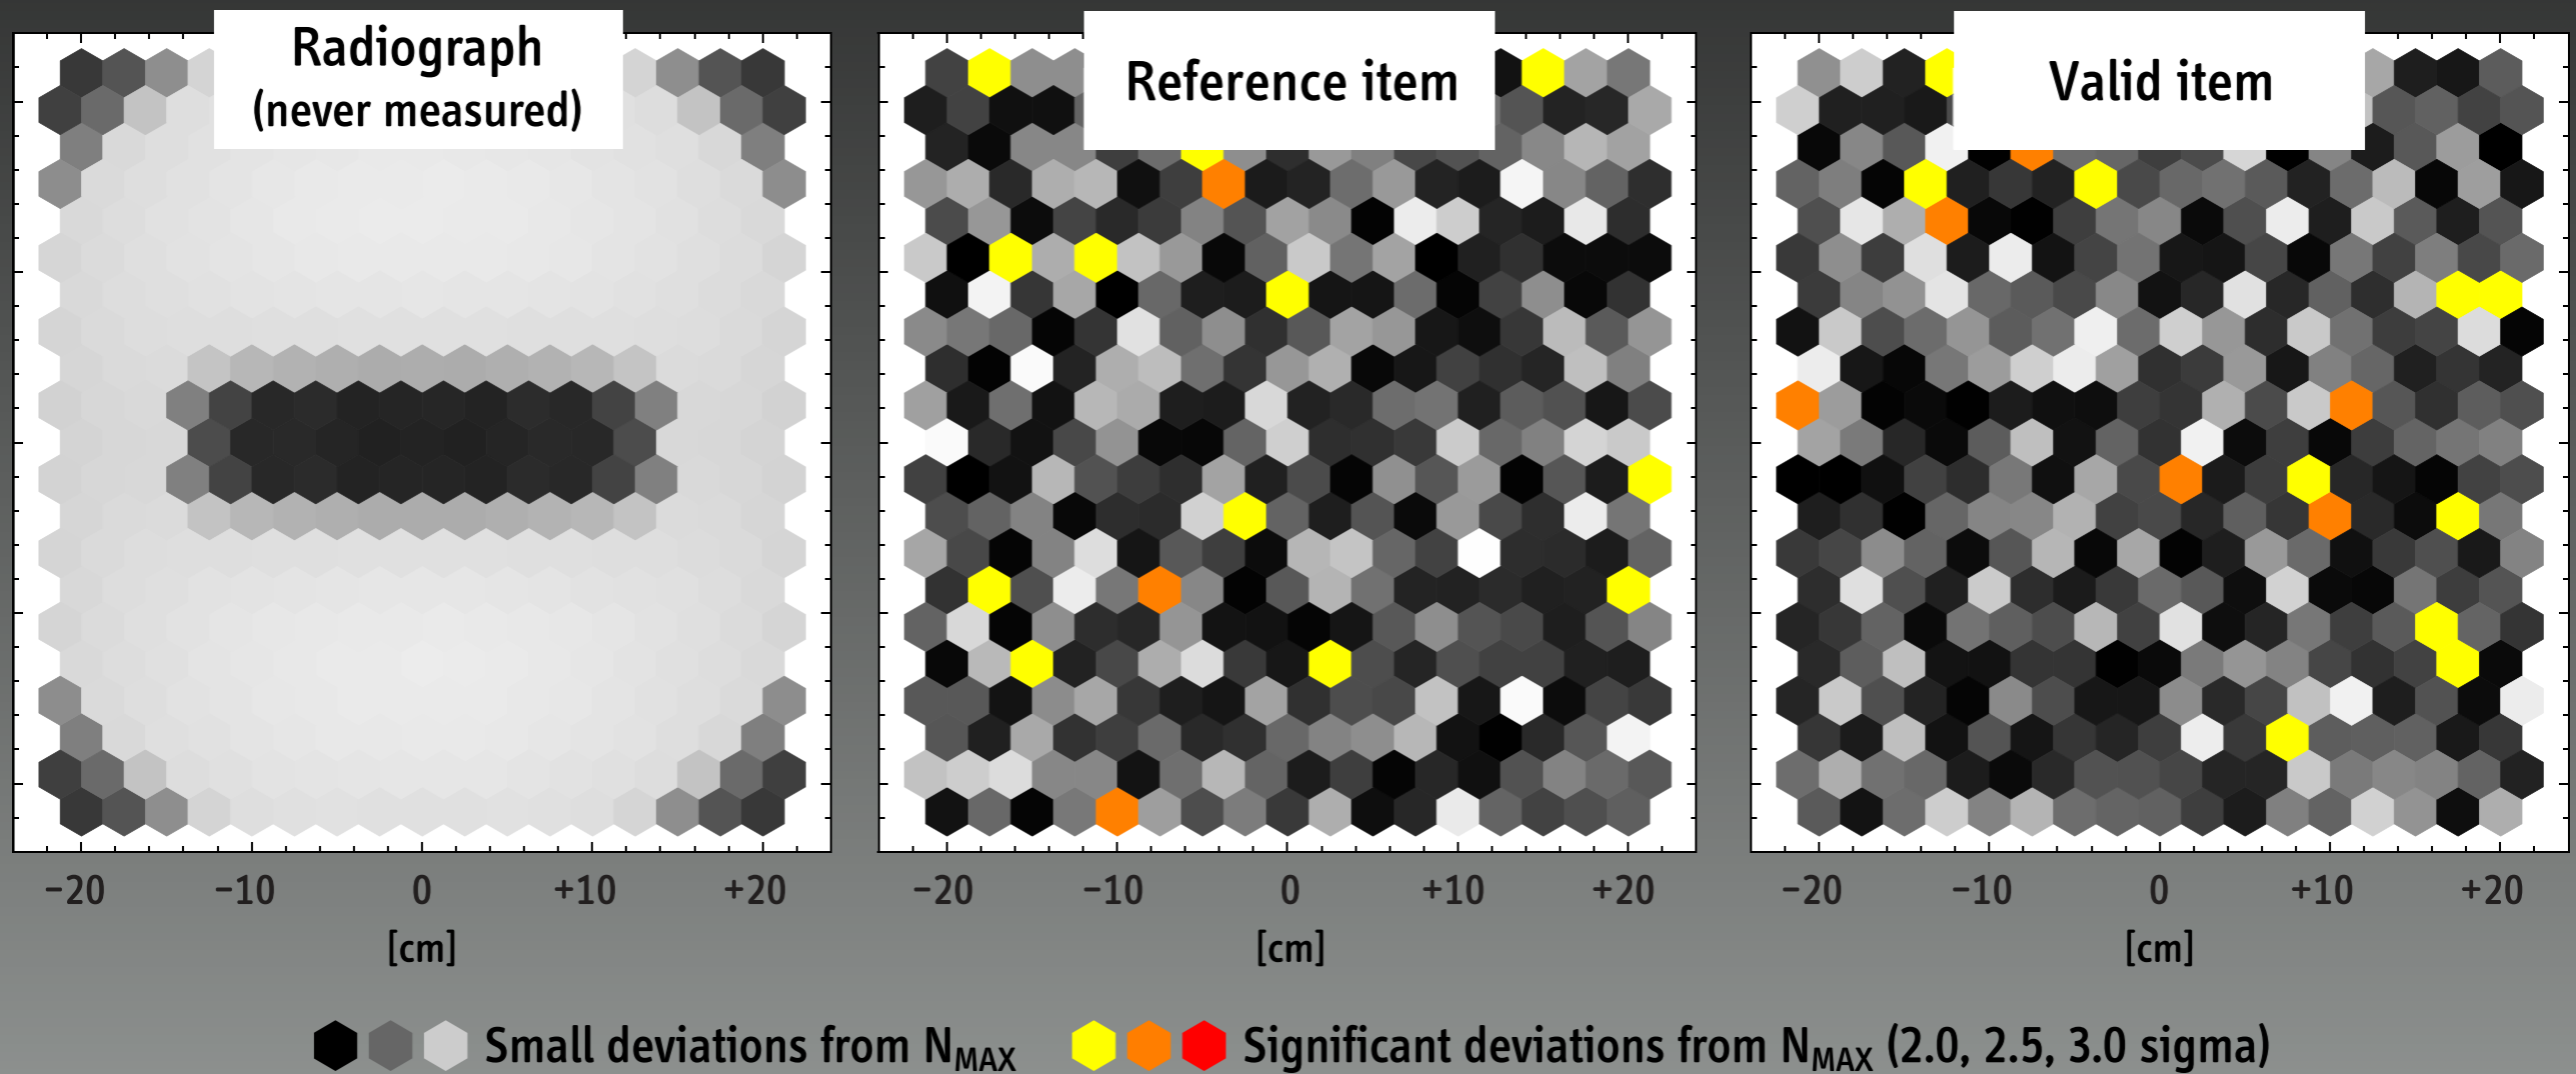 Radiograph
(never measured)
Reference item
Valid item
−20 −10 0 +10 +20
[cm]
−20 −10 0 +10 +20
[cm]
−20 −10 0 +10 +20
[cm]
Small deviations from NMAX
Significant deviations from NMAX (2.0, 2.5, 3.0 sigma)